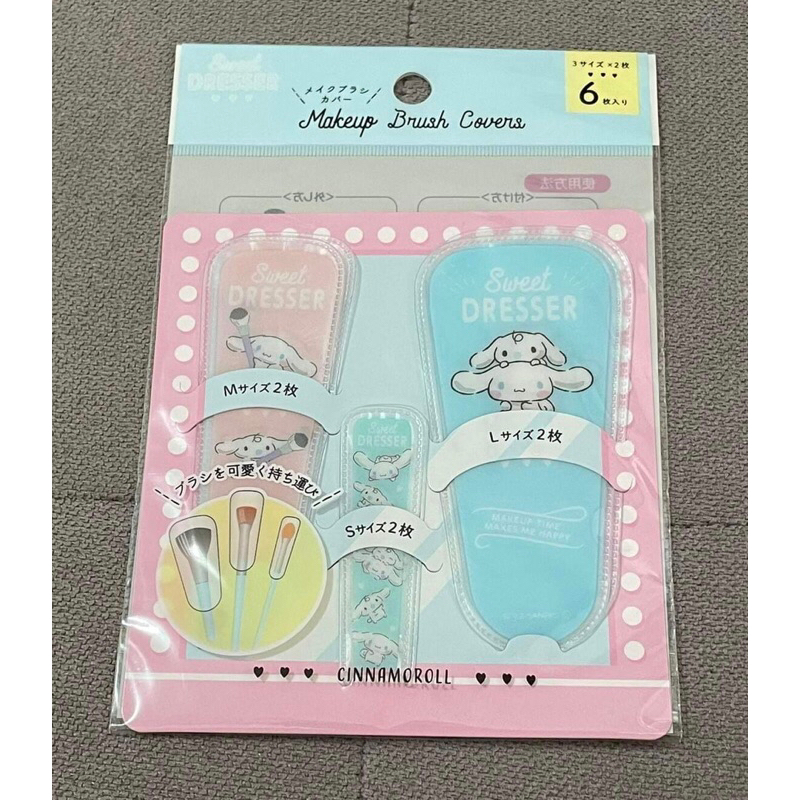 Sweet
DRESSER
メイクブラシ
カバー
Makeup Brush Covers
3サイズ×2枚
6枚入り
使用方法
<外し方>
<付け方>
Sweet
DRESSER
Mサイズ2枚
ブラシを可愛く持ち運び!
Sweet
DRESSER
Sサイズ2枚
Sweet
DRESSER
Lサイズ2枚
MAKEUP TIME
MAKES ME HAPPY
CINNAMOROLL
CINNAMOROLL